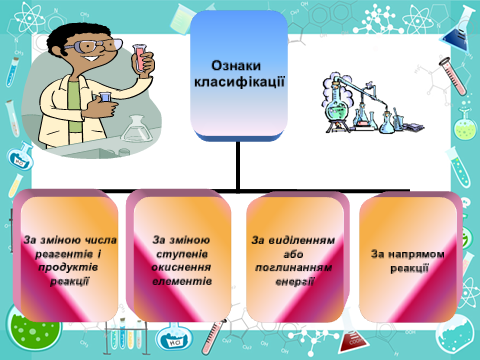 Ознаки
класифікації
За зміною числа
реагентів і
продуктів
реакції
За зміною
ступенів
окиснення
елементів
За виділенням
або
поглинанням
енергії
За напрямом
реакції
HCl